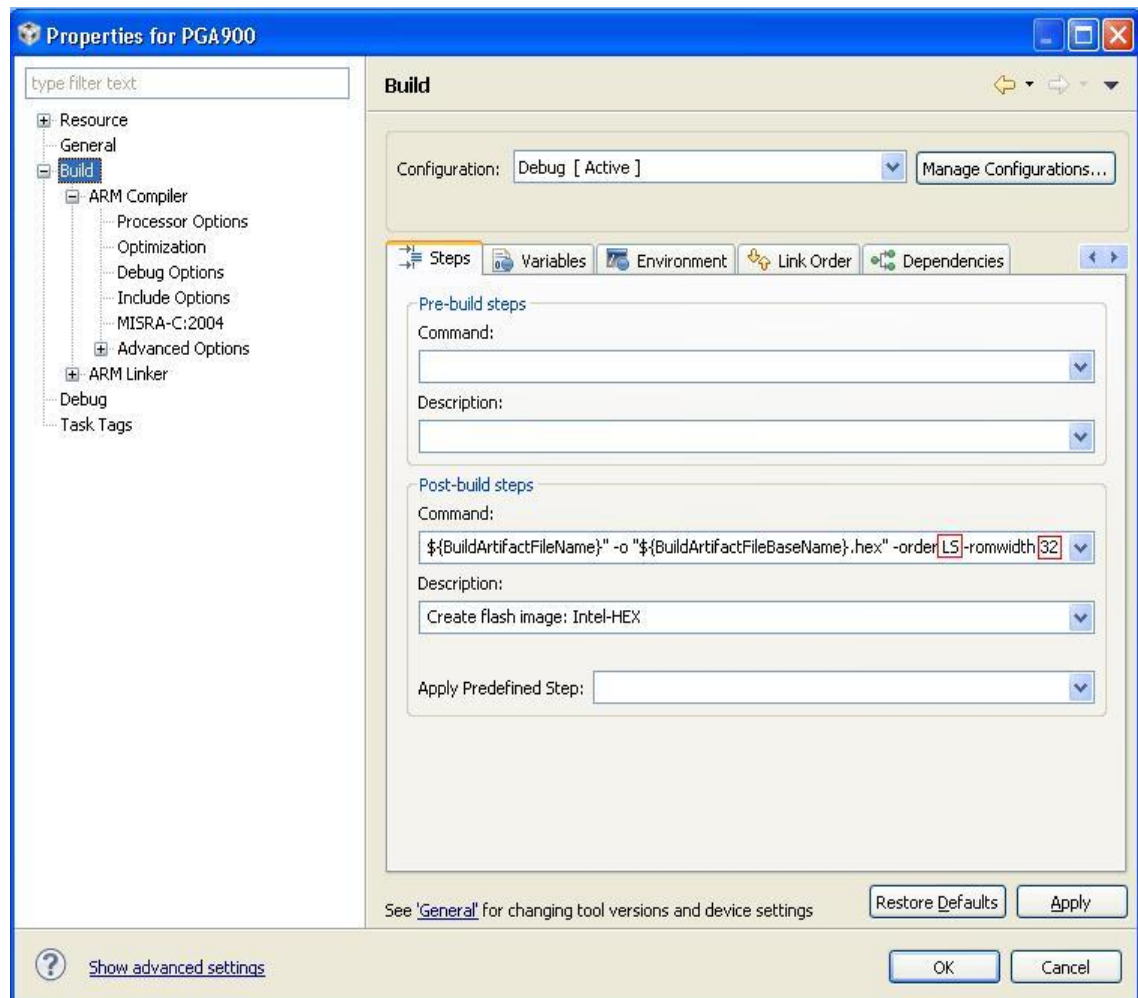 Properties for PGA900
type filter text
Resource
General
Build
ARM Compiler
Processor Options
Optimization
Debug Options
Include Options
MISRA-C:2004
Advanced Options
ARM Linker
Debug
Task Tags
Build
Configuration: Debug [ Active ] Manage Configurations...
Steps Variables Environment Link Order Dependencies
Pre-build steps
Command:
Description:
Post-build steps
Command:
${BuildArtifactFileName}" -o "${BuildArtifactFileBaseName}.hex" -order LS -romwidth 32
Description:
Create flash image: Intel-HEX
Apply Predefined Step:
See 'General' for changing tool versions and device settings
Restore Defaults Apply
Show advanced settings
OK Cancel